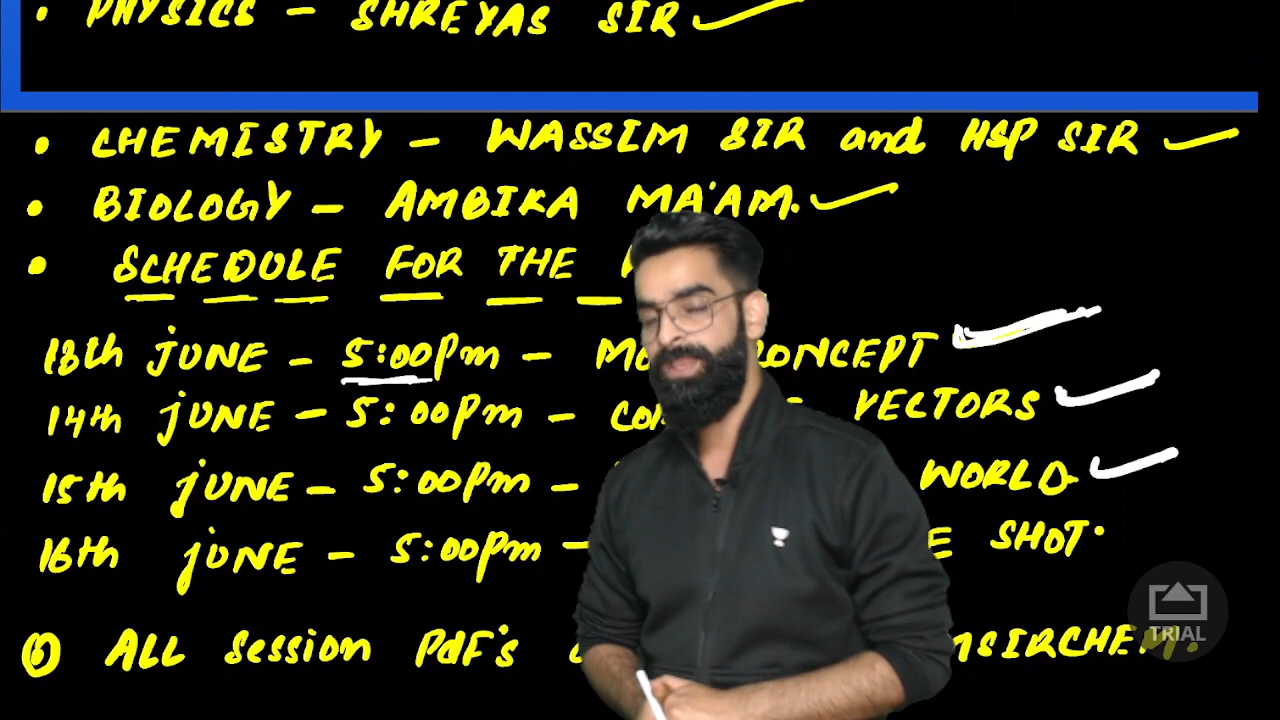 • PHYSICS - SHREYAS SIR
• CHEMISTRY - WASSIM SIR and HSP SIR
• BIOLOGY - AMBIKA MA'AM.
• SCHEDULE FOR THE
13th JUNE - 5:00Pm - CONCEPT
14th JUNE - 5:00Pm - VECTORS
15th JUNE - 5:00Pm - WORLD.
16th JUNE - 5:00Pm - SHOT.
ALL Session PdF's
TRIAL